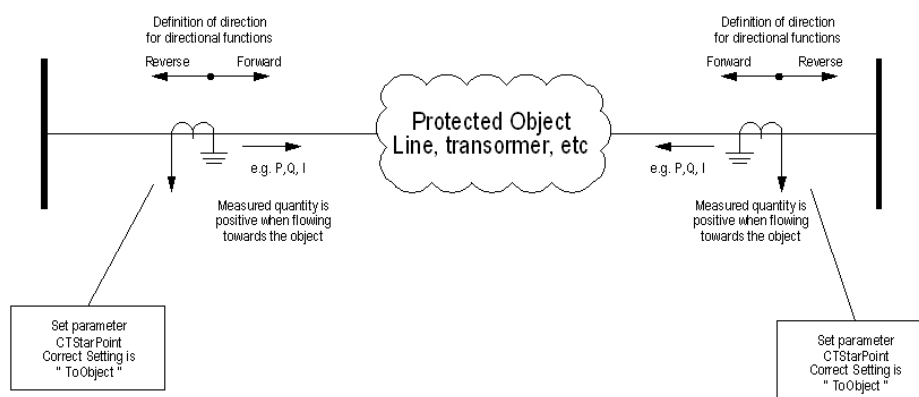 Definition of direction
for directional functions
Reverse
Forward
Definition of direction
for directional functions
Forward
Reverse
Protected Object
Line, transormer, etc
e.g. P,Q, I
Measured quantity is
positive when flowing
towards the object
e.g. P,Q, I
Measured quantity is
positive when flowing
towards the object
Set parameter
CTStarPoint
Correct Setting is
" ToObject "
Set parameter
CTStarPoint
Correct Setting is
" ToObject "